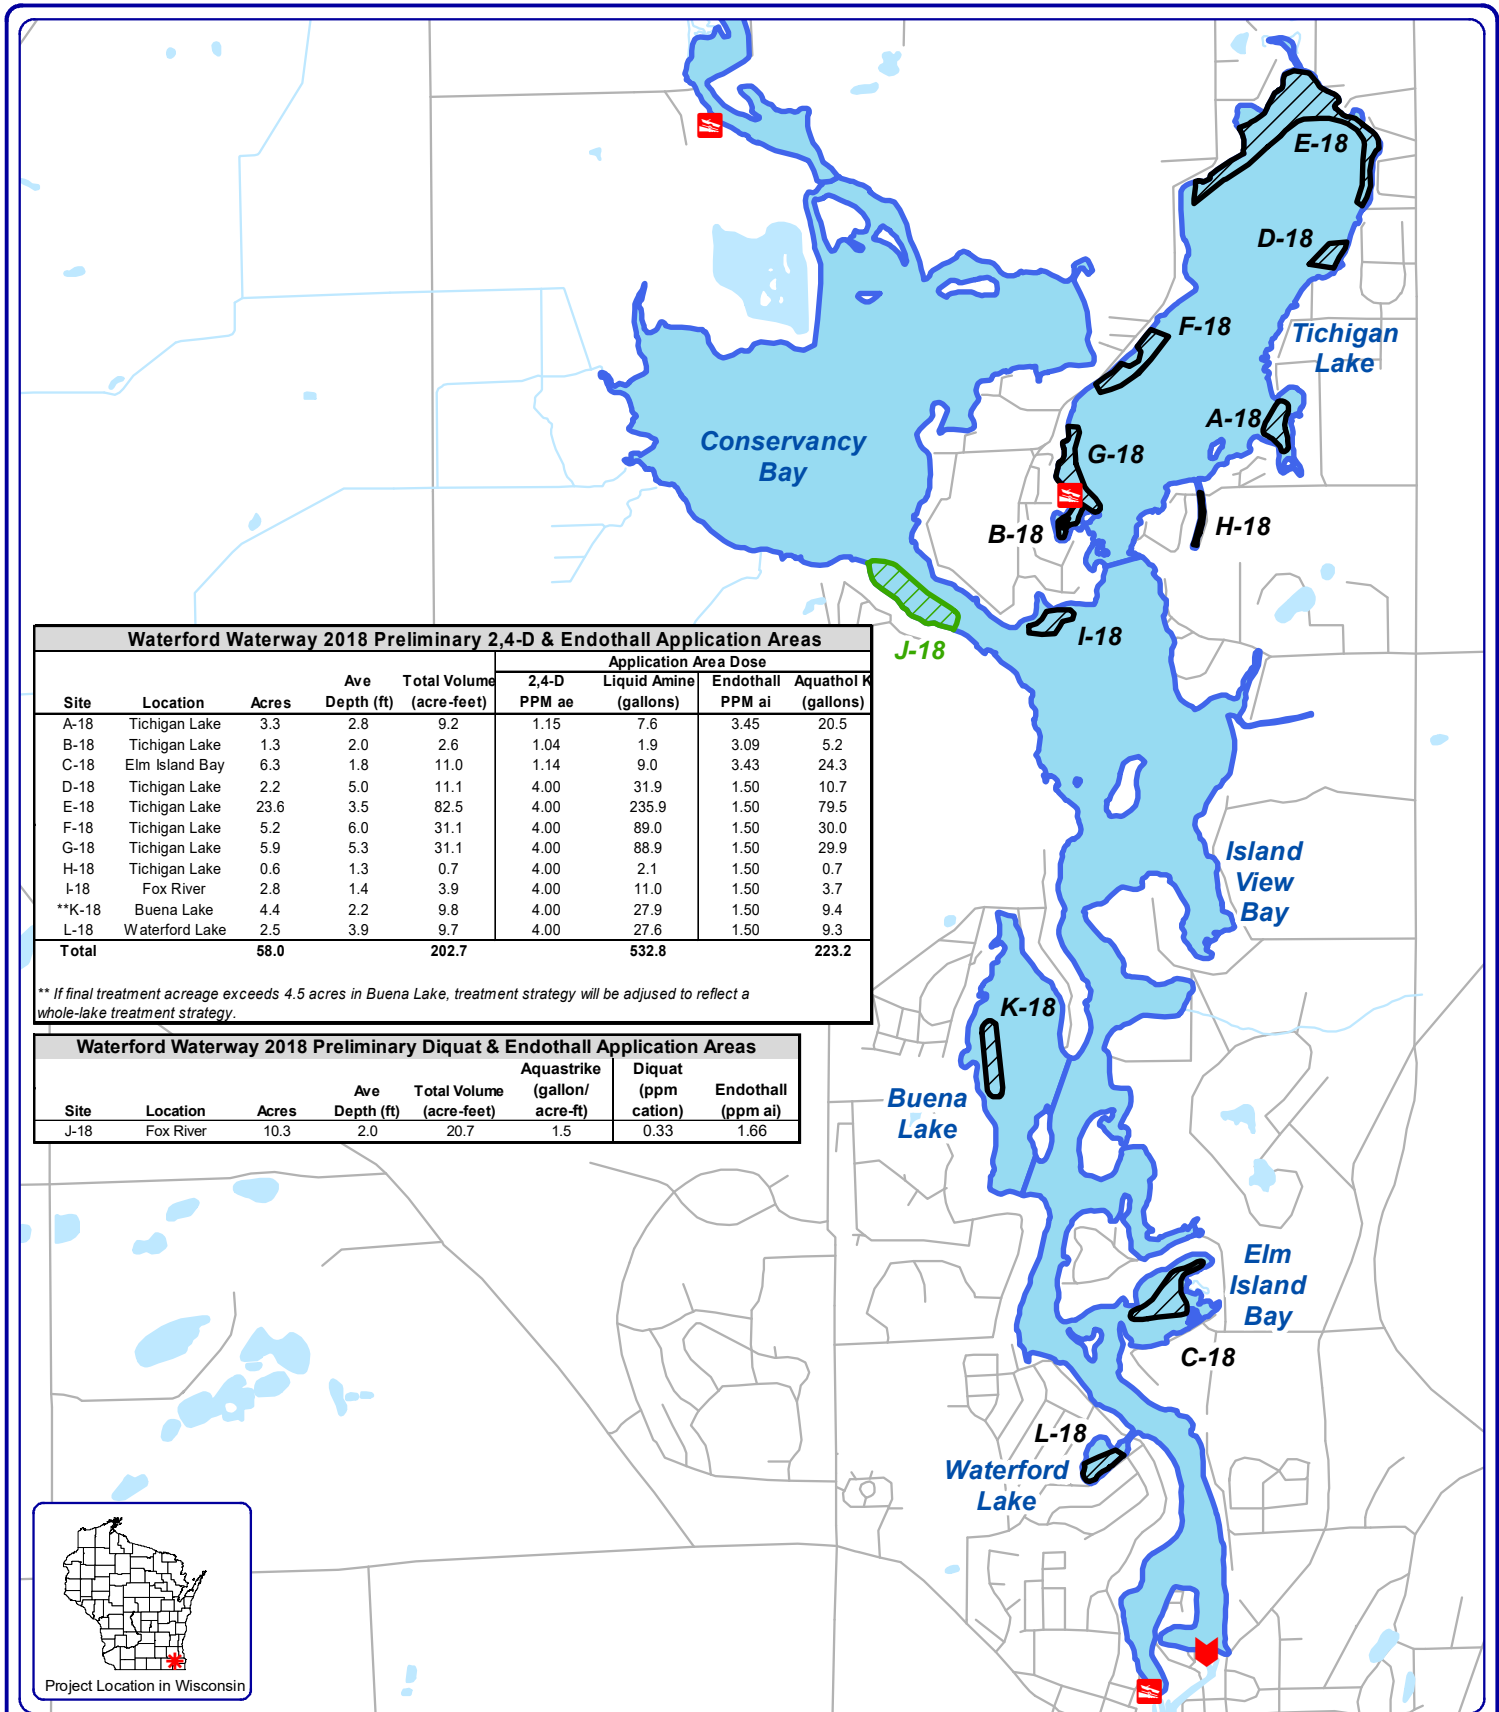 E-18
D-18
F-18
Tichigan
Lake
A-18
Conservancy
Bay
G-18
B-18
H-18
I-18
J-18
Waterford Waterway 2018 Preliminary 2,4-D & Endothall Application Areas
Application Area Dose
Ave Total Volume 2,4-D Liquid Amine Endothall Aquathol K
Site Location Acres Depth (ft) (acre-feet) PPM ae (gallons) PPM ai (gallons)
A-18 Tichigan Lake 3.3 2.8 9.2 1.15 7.6 3.45 20.5
B-18 Tichigan Lake 1.3 2.0 2.6 1.04 1.9 3.09 5.2
C-18 Elm Island Bay 6.3 1.8 11.0 1.14 9.0 3.43 24.3
D-18 Tichigan Lake 2.2 5.0 11.1 4.00 31.9 1.50 10.7
E-18 Tichigan Lake 23.6 3.5 82.5 4.00 235.9 1.50 79.5
F-18 Tichigan Lake 5.2 6.0 31.1 4.00 89.0 1.50 30.0
G-18 Tichigan Lake 5.9 5.3 31.1 4.00 88.9 1.50 29.9
H-18 Tichigan Lake 0.6 1.3 0.7 4.00 2.1 1.50 0.7
I-18 Fox River 2.8 1.4 3.9 4.00 11.0 1.50 3.7
**K-18 Buena Lake 4.4 2.2 9.8 4.00 27.9 1.50 9.4
L-18 Waterford Lake 2.5 3.9 9.7 4.00 27.6 1.50 9.3
Total 58.0 202.7 532.8 223.2
** If final treatment acreage exceeds 4.5 acres in Buena Lake, treatment strategy will be adjused to reflect a
whole-lake treatment strategy.
Island
View
Bay
K-18
Waterford Waterway 2018 Preliminary Diquat & Endothall Application Areas
Aquastrike Diquat
Ave Total Volume (gallon/ (ppm Endothall
Site Location Acres Depth (ft) (acre-feet) acre-ft) cation) (ppm ai)
J-18 Fox River 10.3 2.0 20.7 1.5 0.33 1.66
Buena
Lake
Elm
Island
Bay
C-18
L-18
Waterford
Lake
Project Location in Wisconsin